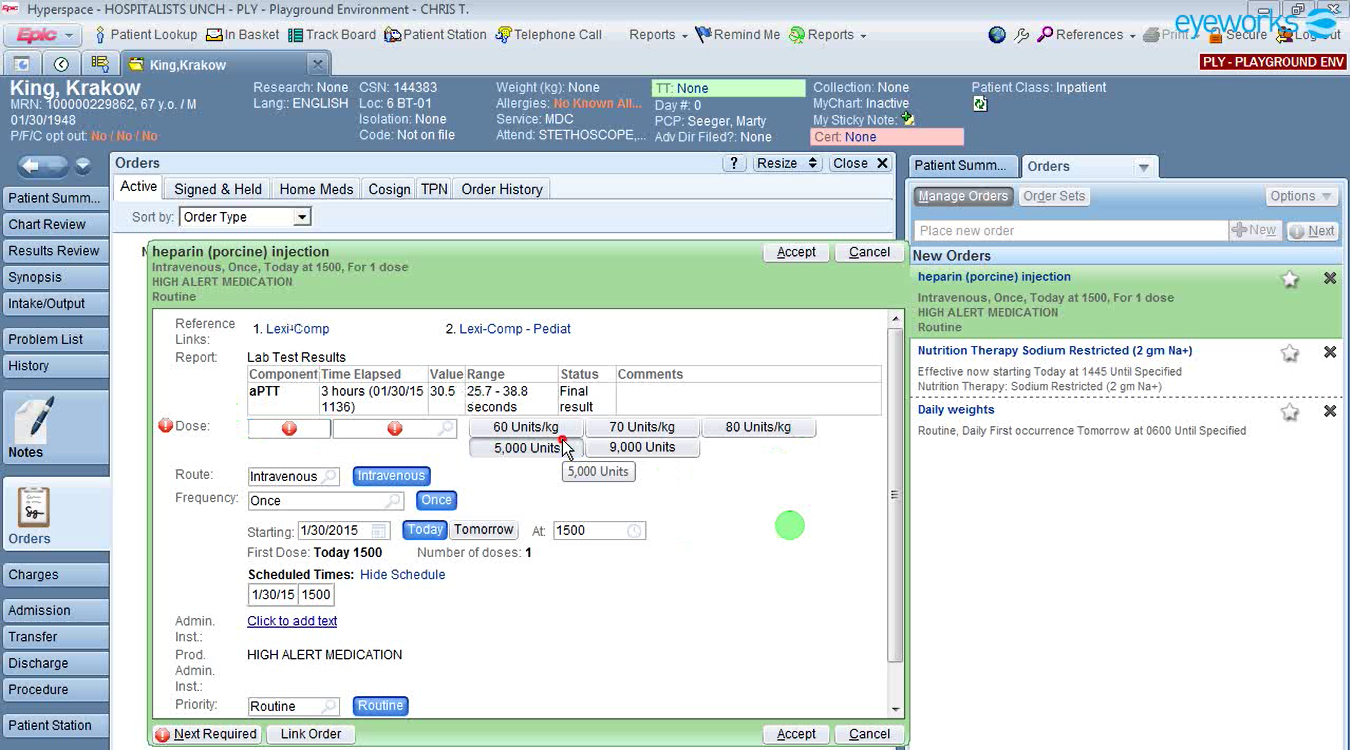 Hyperspace - HOSPITALISTS UNCH - PLY - Playground Environment - CHRIS T.
eyeworks
Epic Patient Lookup In Basket Track Board Patient Station Telephone Call Reports Remind Me Reports References Print Secure
King,Krakow
PLY - PLAYGROUND ENV
King, Krakow
MRN: 100000229862, 67 y.o. / M
01/30/1948
P/F/C opt out: No / No / No
Research: None
Lang.: ENGLISH
CSN: 144383
Loc: 6 BT-01
Isolation: None
Code: Not on file
Weight (kg): None
Allergies: No Known All...
Service: MDC
Attend: STETHOSCOPE,...
TT: None
Day #: 0
PCP: Seeger, Marty
Adv Dir Filed?: None
Collection: None
MyChart: Inactive
My Sticky Note:
Cert: None
Patient Class: Inpatient
Patient Summ...
Chart Review
Results Review
Synopsis
Intake/Output
Problem List
History
Notes
Orders
Charges
Admission
Transfer
Discharge
Procedure
Patient Station
Orders ? Resize Close
Active Signed & Held Home Meds Cosign TPN Order History
Sort by: Order Type
heparin (porcine) injection Accept Cancel
Intravenous, Once, Today at 1500, For 1 dose
HIGH ALERT MEDICATION
Routine
Reference Links: 1. Lexi-Comp 2. Lexi-Comp - Pediat
Report: Lab Test Results
Component Time Elapsed Value Range Status Comments
aPTT 3 hours (01/30/15 1136) 30.5 25.7 - 38.8 seconds Final result
Dose: 60 Units/kg 70 Units/kg 80 Units/kg
5,000 Units 9,000 Units
5,000 Units
Route: Intravenous Intravenous
Frequency: Once Once
Starting: 1/30/2015 Today Tomorrow At: 1500
First Dose: Today 1500 Number of doses: 1
Scheduled Times: Hide Schedule
1/30/15 1500
Admin. Inst.: Click to add text
Prod. Admin. Inst.: HIGH ALERT MEDICATION
Priority: Routine Routine
Next Required Link Order Accept Cancel
Patient Summ... Orders
Manage Orders Order Sets Options
Place new order New Next
New Orders
heparin (porcine) injection
Intravenous, Once, Today at 1500, For 1 dose
HIGH ALERT MEDICATION
Routine
Nutrition Therapy Sodium Restricted (2 gm Na+)
Effective now starting Today at 1445 Until Specified
Nutrition Therapy: Sodium Restricted (2 gm Na+)
Daily weights
Routine, Daily First occurrence Tomorrow at 0600 Until Specified